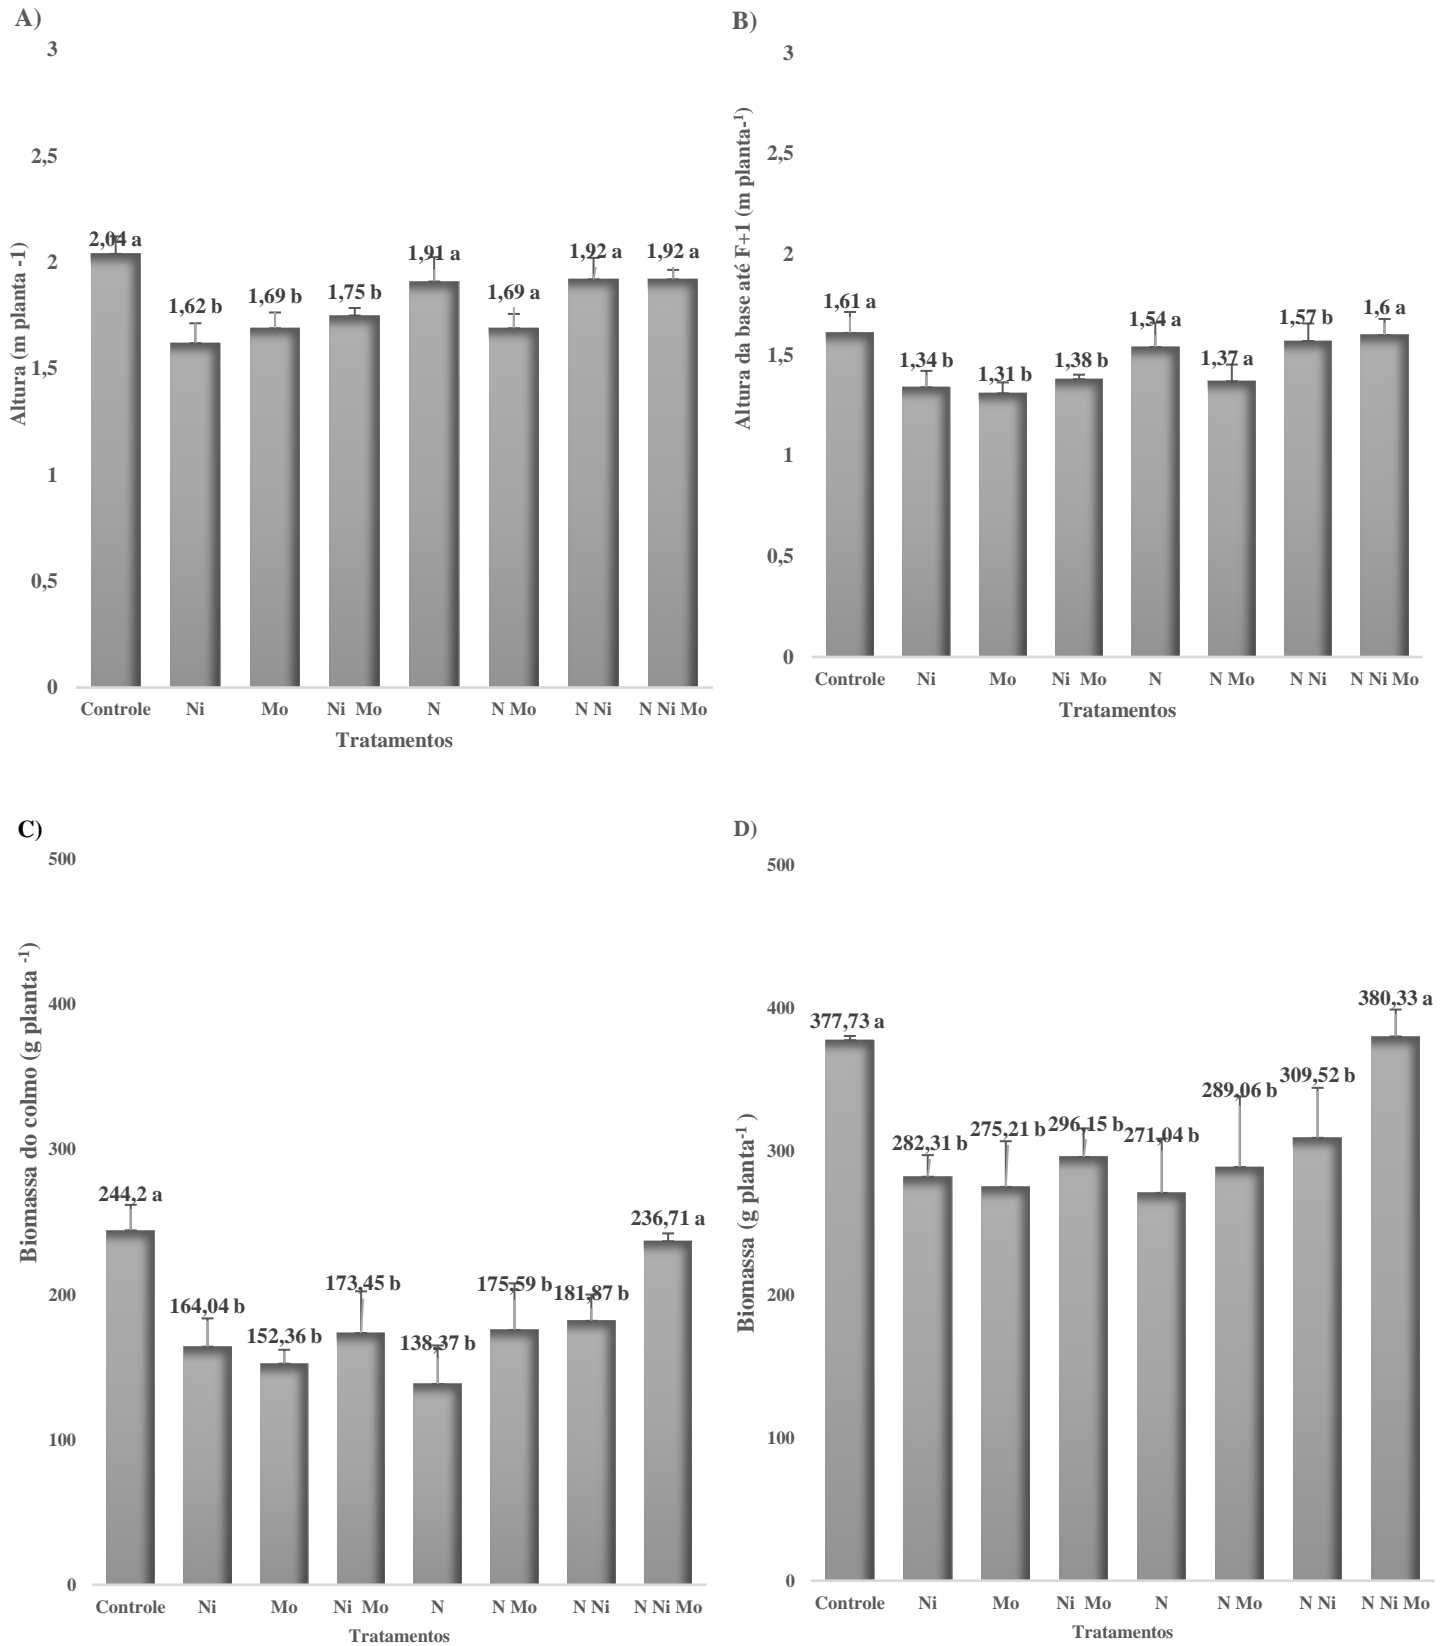 A)
3
2,5
2
1,5
1
0,5
0
Altura (m planta -1)
2,04 a
1,62 b
1,69 b
1,75 b
1,91 a
1,69 a
1,92 a
1,92 a
Controle Ni Mo Ni Mo N N Mo N Ni N Ni Mo
Tratamentos
B)
3
2,5
2
1,5
1
0,5
0
Altura da base até F+1 (m planta-1)
1,61 a
1,34 b
1,31 b
1,38 b
1,54 a
1,37 a
1,57 b
1,6 a
Controle Ni Mo Ni Mo N N Mo N Ni N Ni Mo
Tratamentos
C)
500
400
300
200
100
0
Biomassa do colmo (g planta -1)
244,2 a
164,04 b
152,36 b
173,45 b
138,37 b
175,59 b
181,87 b
236,71 a
Controle Ni Mo Ni Mo N N Mo N Ni N Ni Mo
Tratamentos
D)
500
400
300
200
100
0
Biomassa (g planta-1 )
377,73 a
282,31 b
275,21 b
296,15 b
271,04 b
289,06 b
309,52 b
380,33 a
Controle Ni Mo Ni Mo N N Mo N Ni N Ni Mo
Tratamentos